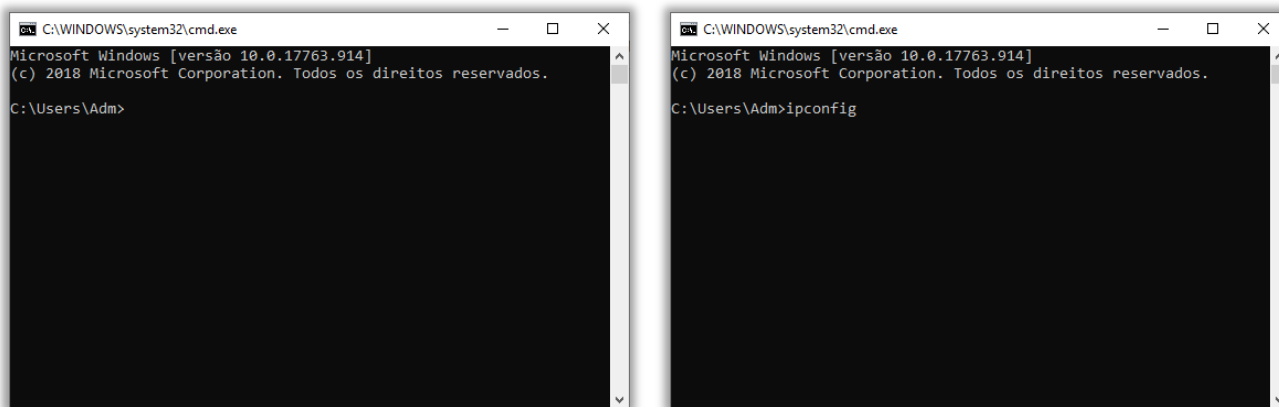 C:\WINDOWS\system32\cmd.exe
Microsoft Windows [versão 10.0.17763.914]
(c) 2018 Microsoft Corporation. Todos os direitos reservados.
C:\Users\Adm>
C:\WINDOWS\system32\cmd.exe
Microsoft Windows [versão 10.0.17763.914]
(c) 2018 Microsoft Corporation. Todos os direitos reservados.
C:\Users\Adm>ipconfig